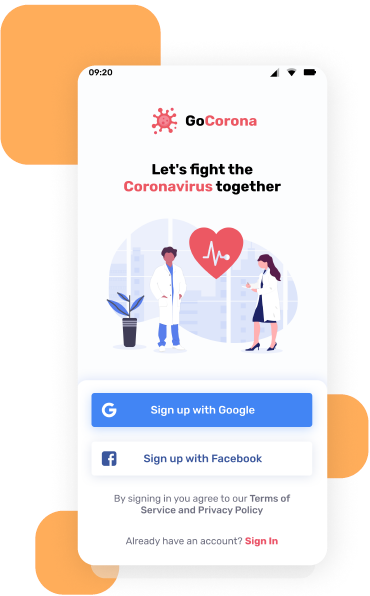 09:20
GoCorona
Let's fight the
Coronavirus together
Sign up with Google
Sign up with Facebook
By signing in you agree to our Terms of
Service and Privacy Policy
Already have an account? Sign In